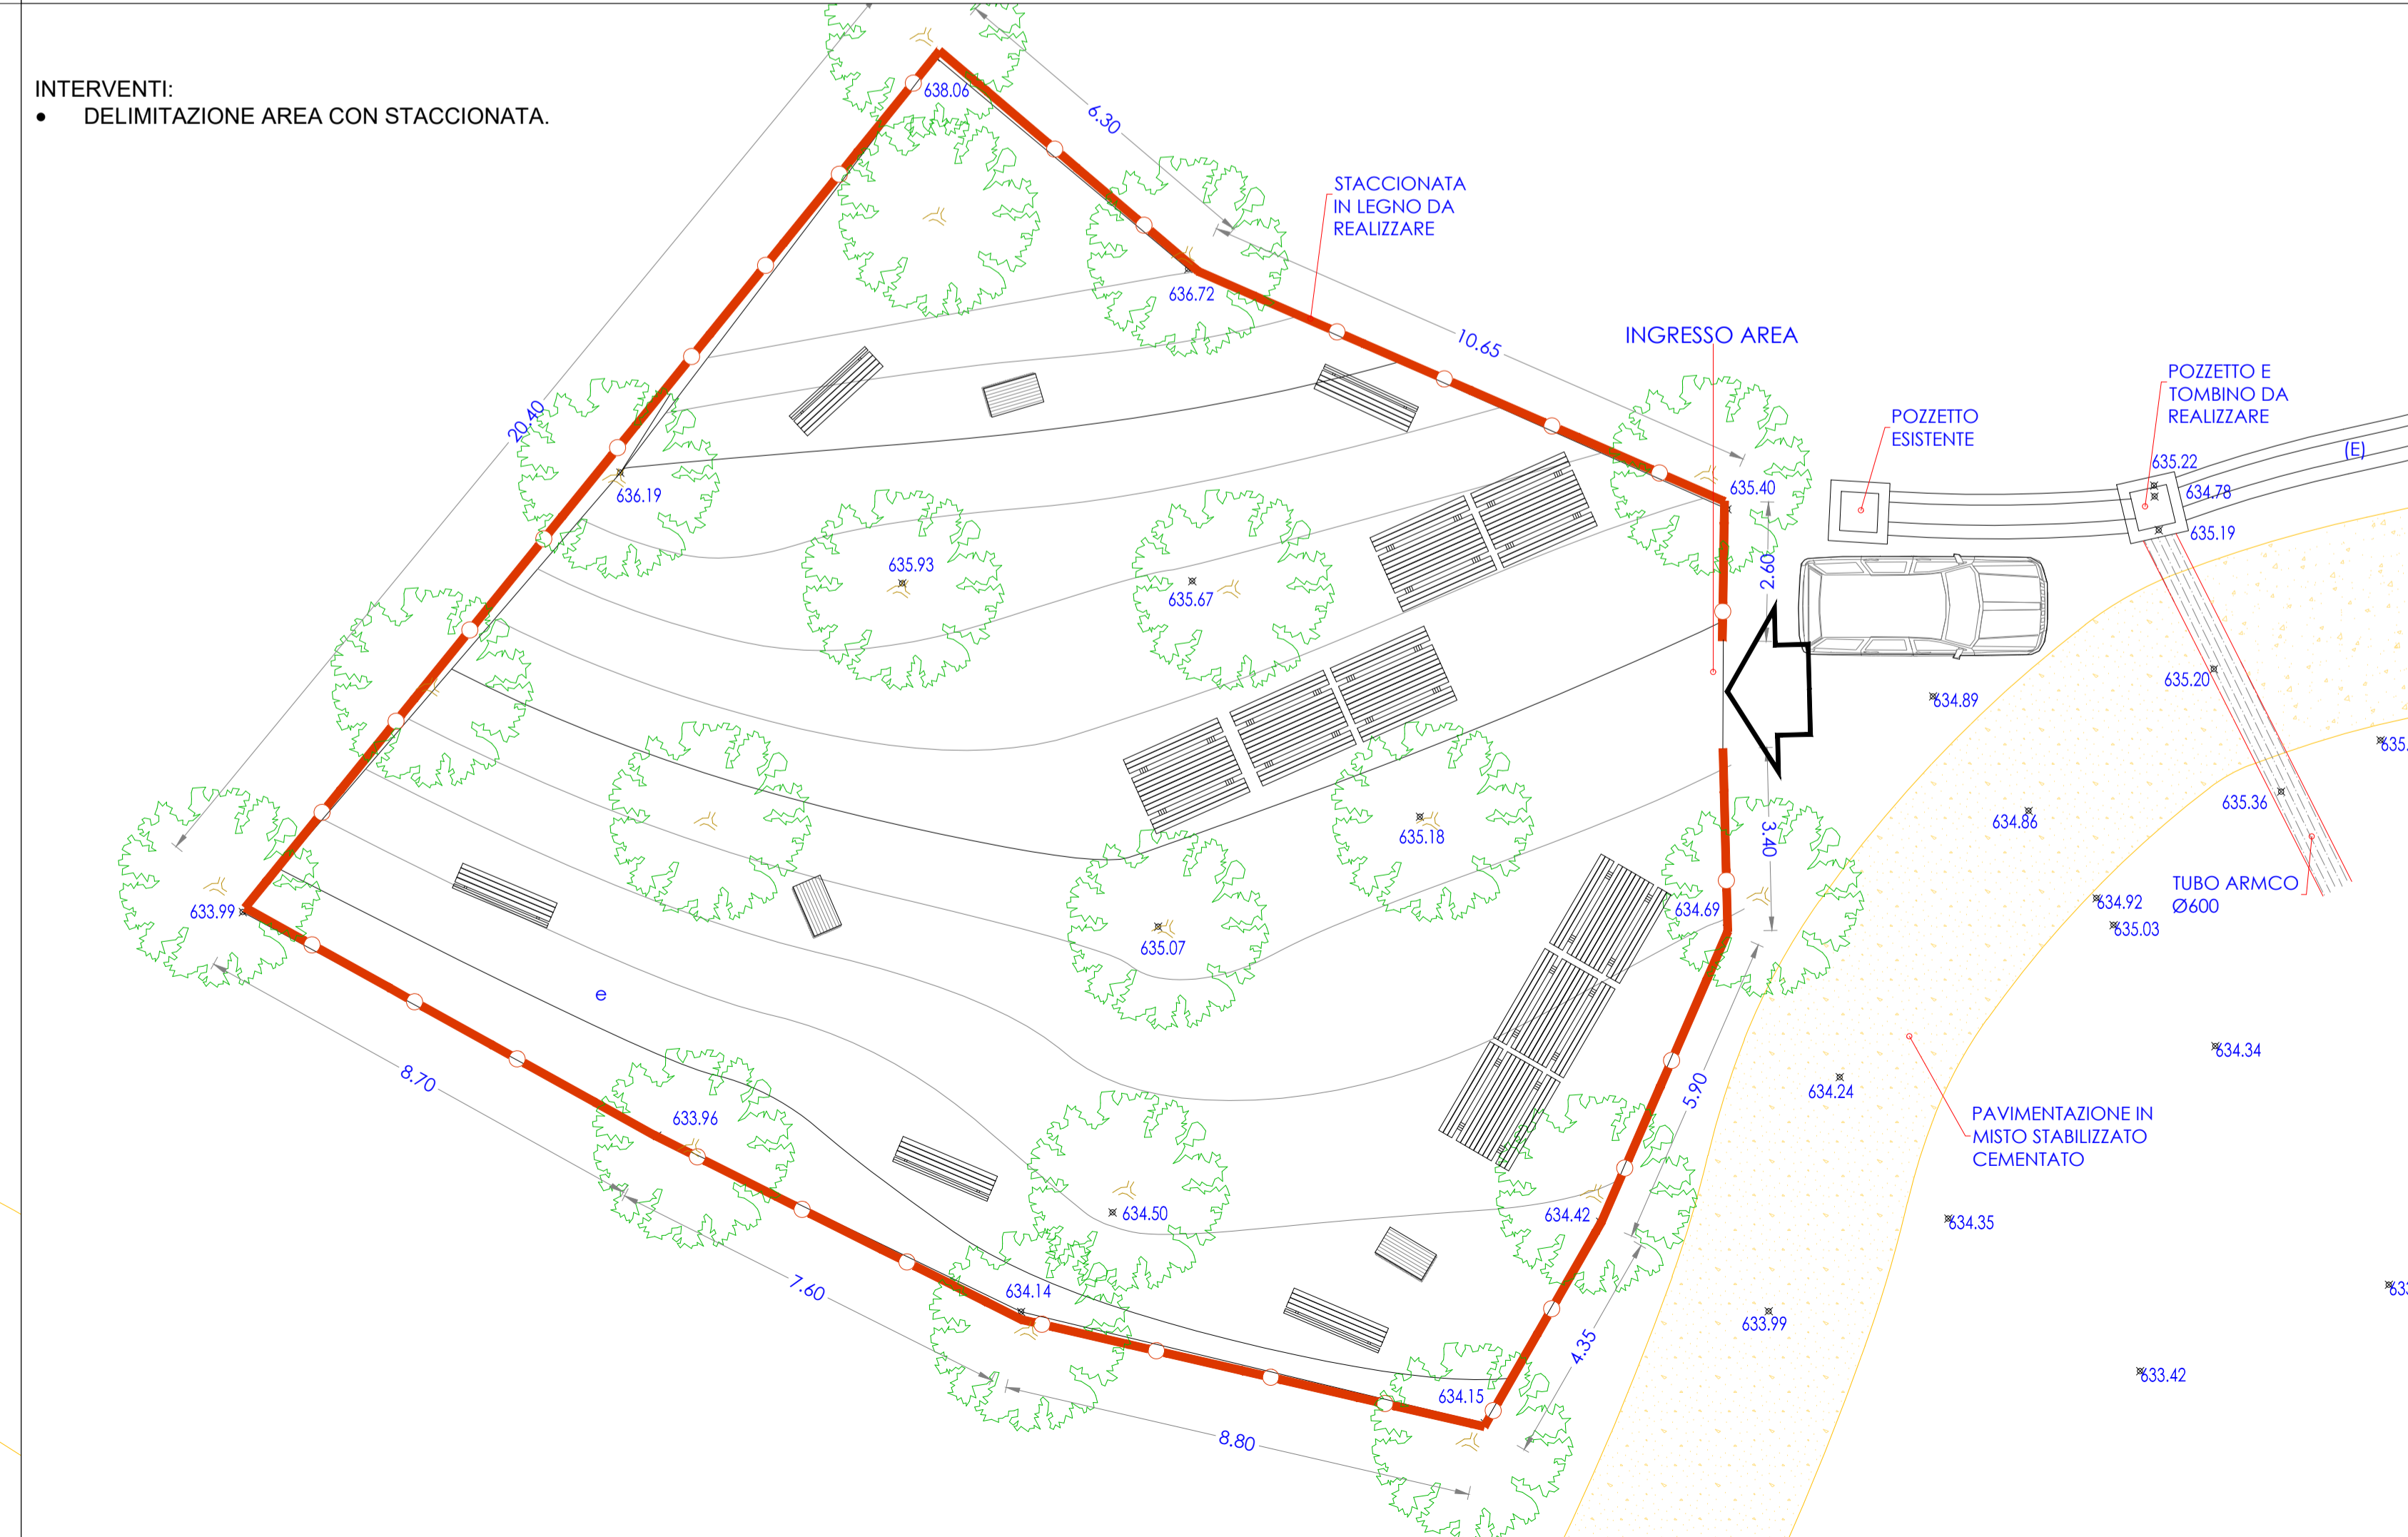 INTERVENTI:
● DELIMITAZIONE AREA CON STACCIONATA.
638.06
6.30
STACCIONATA
IN LEGNO DA
REALIZZARE
636.72
10.65
INGRESSO AREA
20.40
636.19
635.40
POZZETTO
ESISTENTE
POZZETTO E
TOMBINO DA
REALIZZARE
(E)
635.22
634.78
635.19
635.93
635.67
2.60
635.20
634.89
635.36
634.86
635.18
3.40
TUBO ARMCO
Ø600
634.92
635.03
633.99
634.69
635.07
e
634.34
634.24
8.70
633.96
5.90
PAVIMENTAZIONE IN
MISTO STABILIZZATO
CEMENTATO
634.50
634.42
634.35
7.60
634.14
633.99
4.35
633.42
634.15
8.80